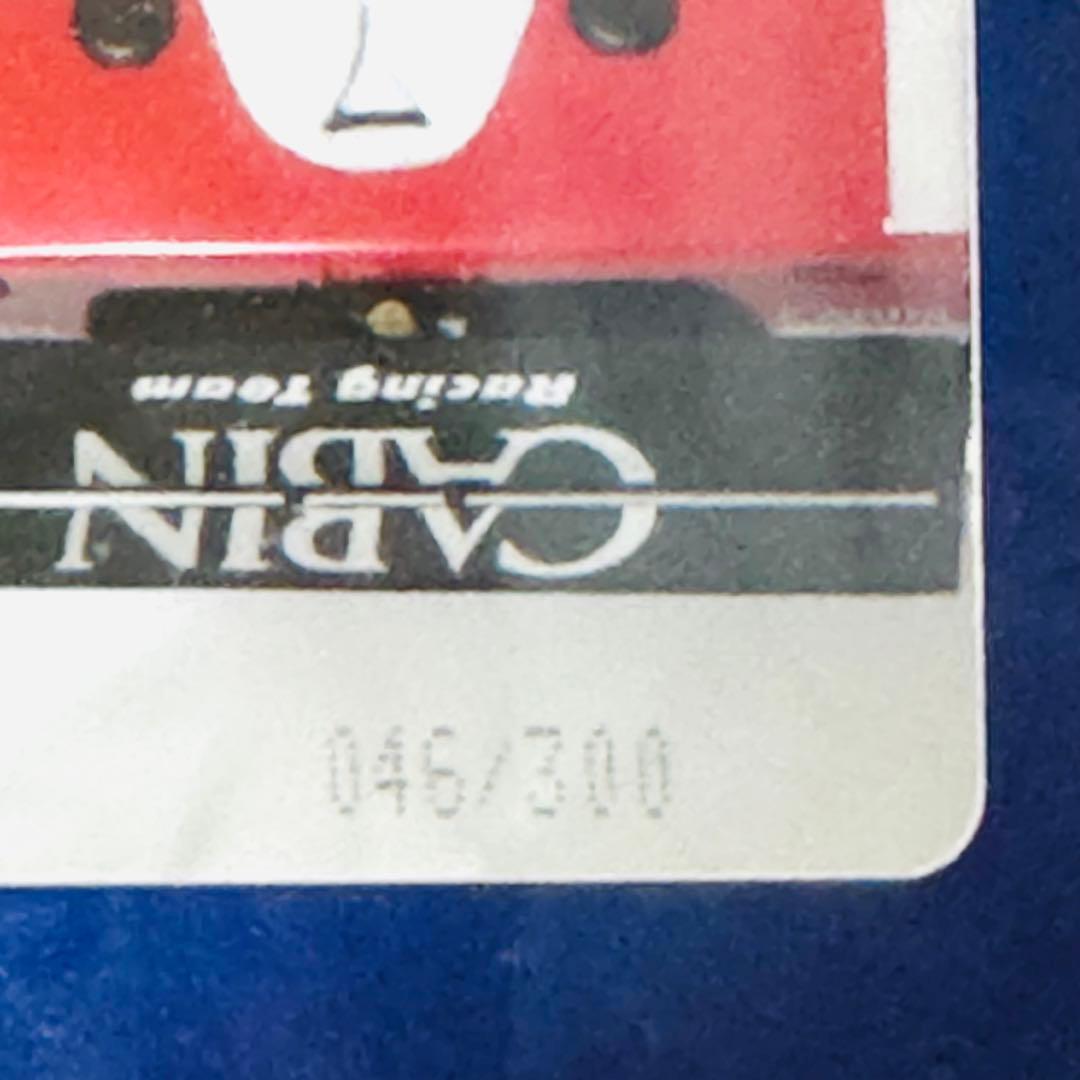 Racing Team
CABIN
046/300